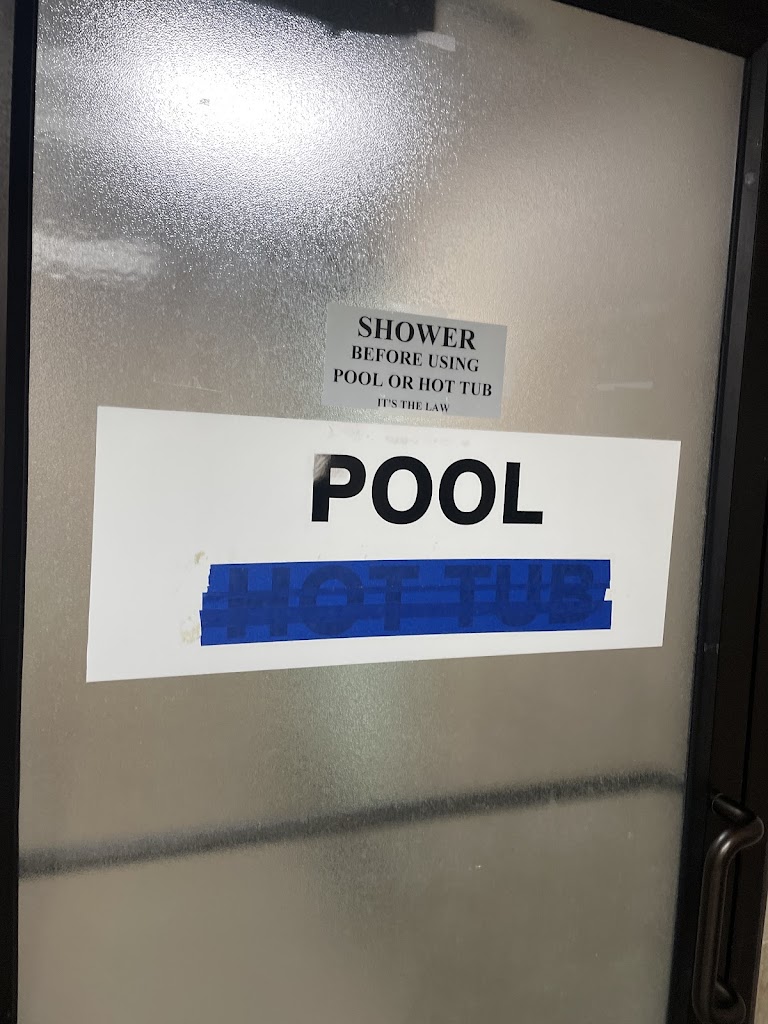 SHOWER
BEFORE USING
POOL OR HOT TUB
IT'S THE LAW
POOL
HOT TUB